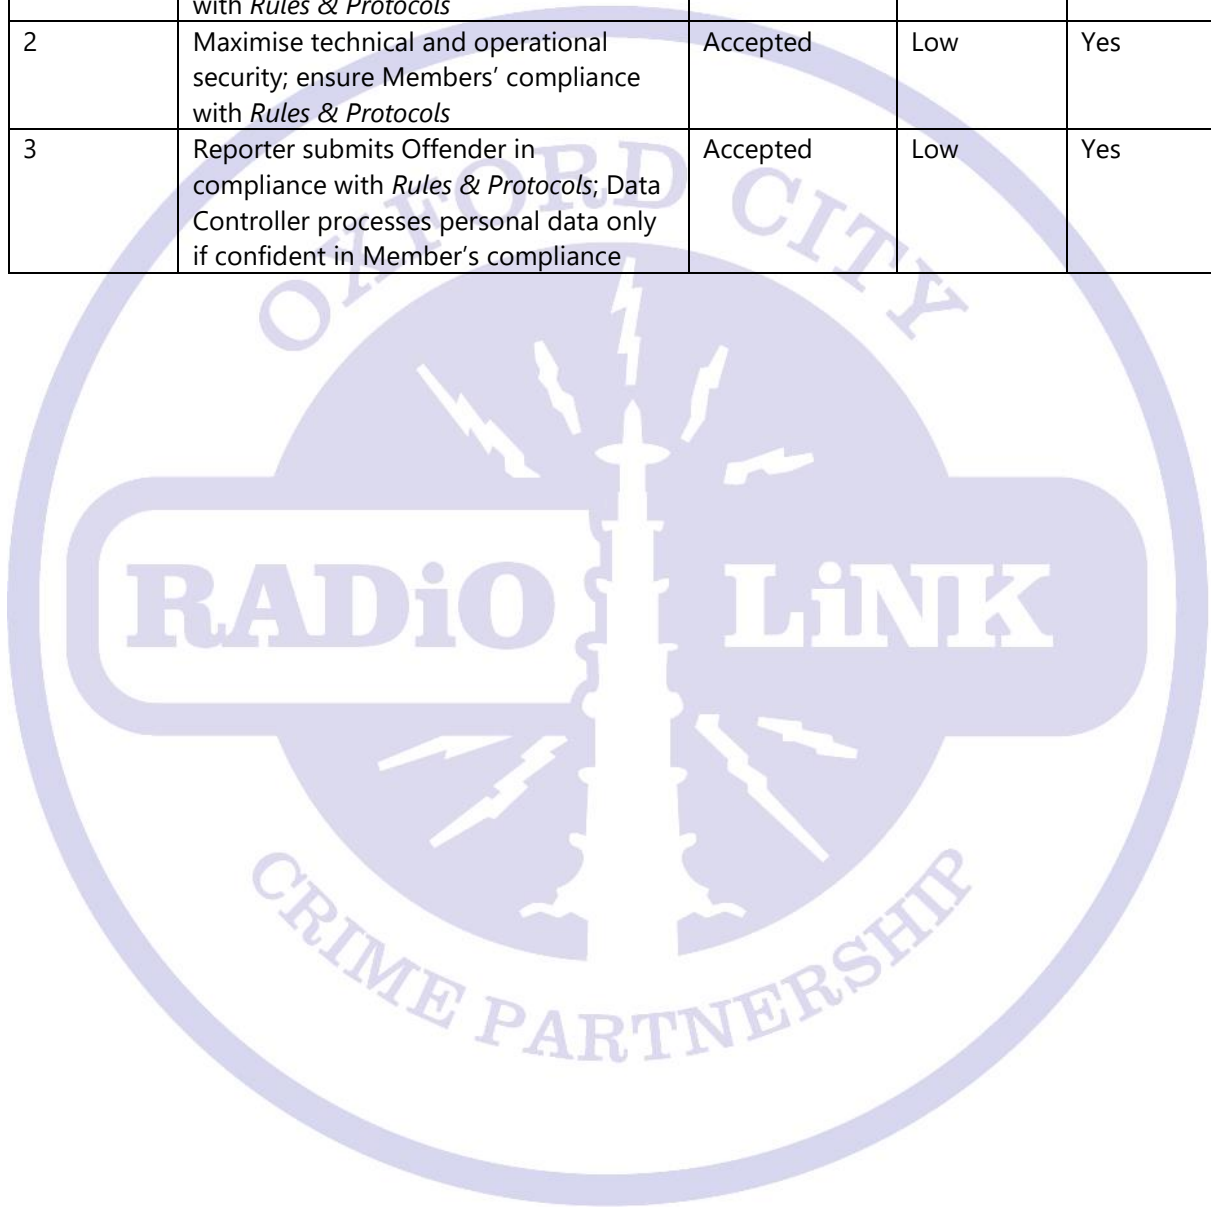 with Rules & Protocols
2 Maximise technical and operational Accepted Low Yes
security; ensure Members' compliance
with Rules & Protocols
3 Reporter submits Offender in Accepted Low Yes
compliance with Rules & Protocols; Data
Controller processes personal data only
if confident in Member's compliance
OXFORD CITY
RADiO LiNK
CRIME PARTNERSHIP